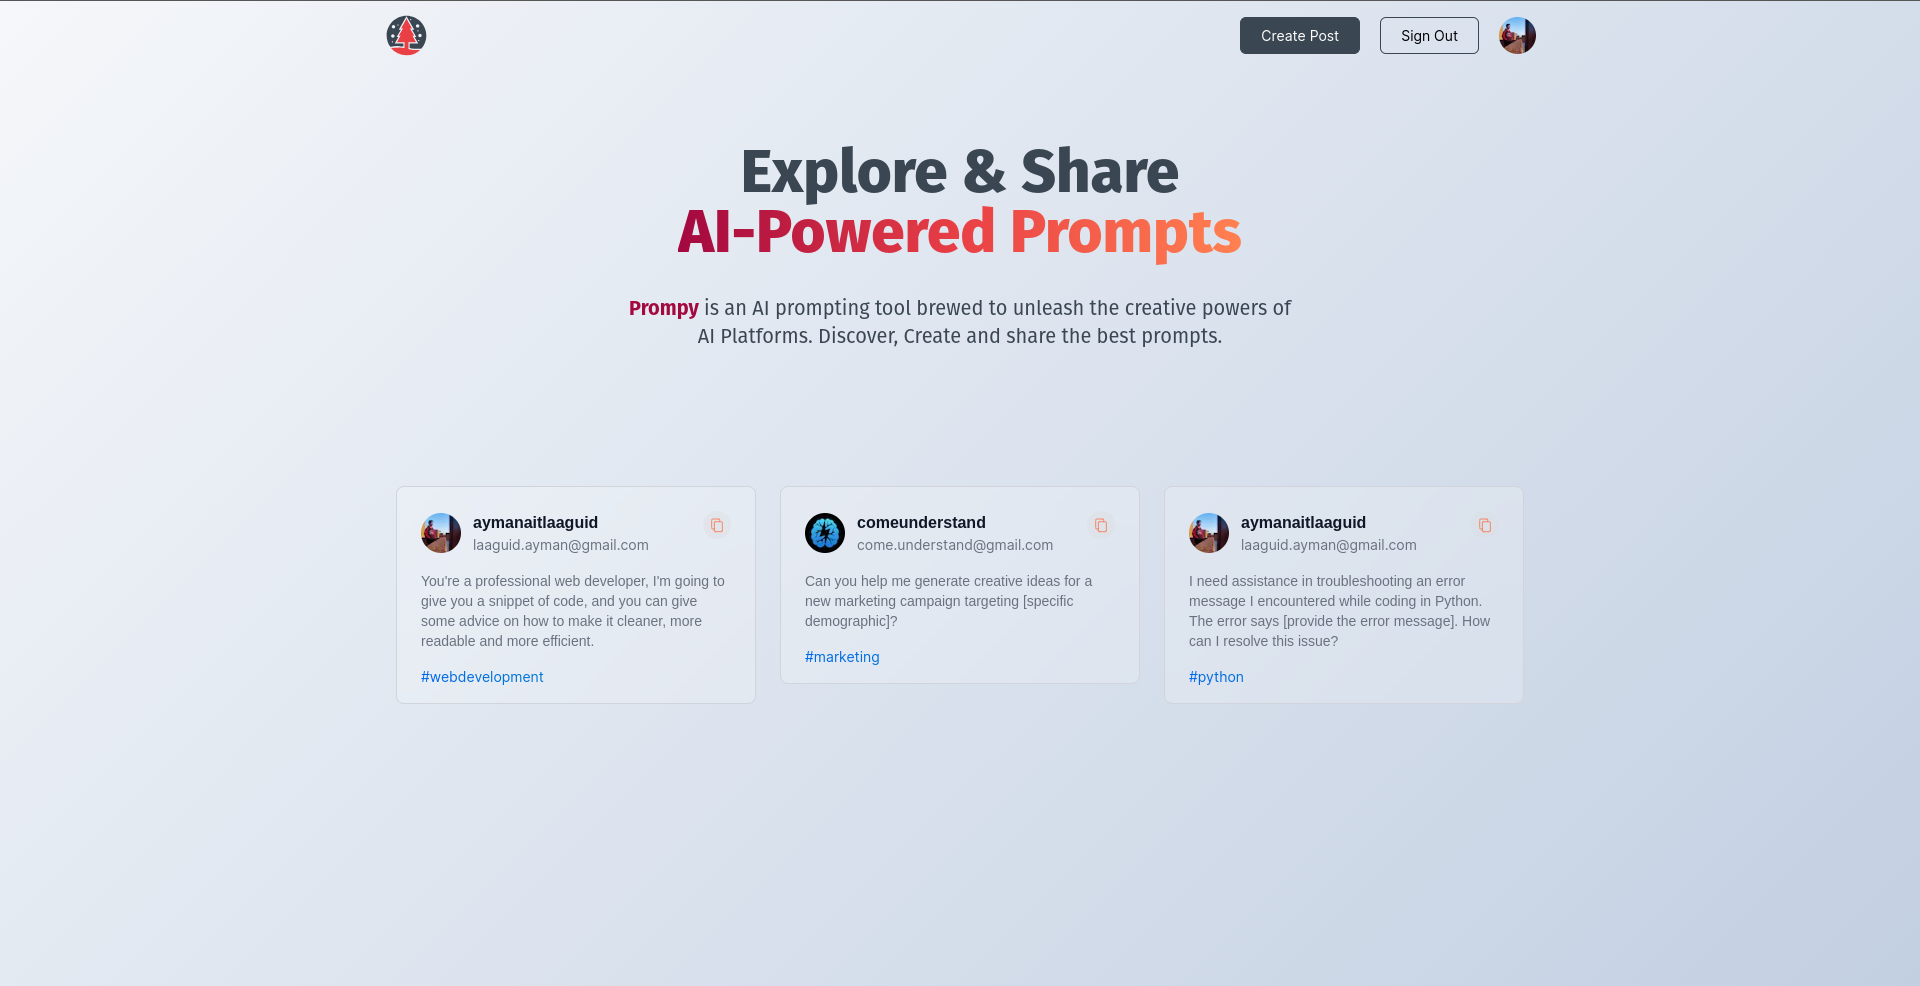 Create Post
Sign Out
Explore & Share
AI-Powered Prompts
Prompy is an AI prompting tool brewed to unleash the creative powers of
AI Platforms. Discover, Create and share the best prompts.
aymanaitlaaguid
laaguid.ayman@gmail.com
You're a professional web developer, I'm going to
give you a snippet of code, and you can give
some advice on how to make it cleaner, more
readable and more efficient.
#webdevelopment
comeunderstand
come.understand@gmail.com
Can you help me generate creative ideas for a
new marketing campaign targeting [specific
demographic]?
#marketing
aymanaitlaaguid
laaguid.ayman@gmail.com
I need assistance in troubleshooting an error
message I encountered while coding in Python.
The error says [provide the error message]. How
can I resolve this issue?
#python